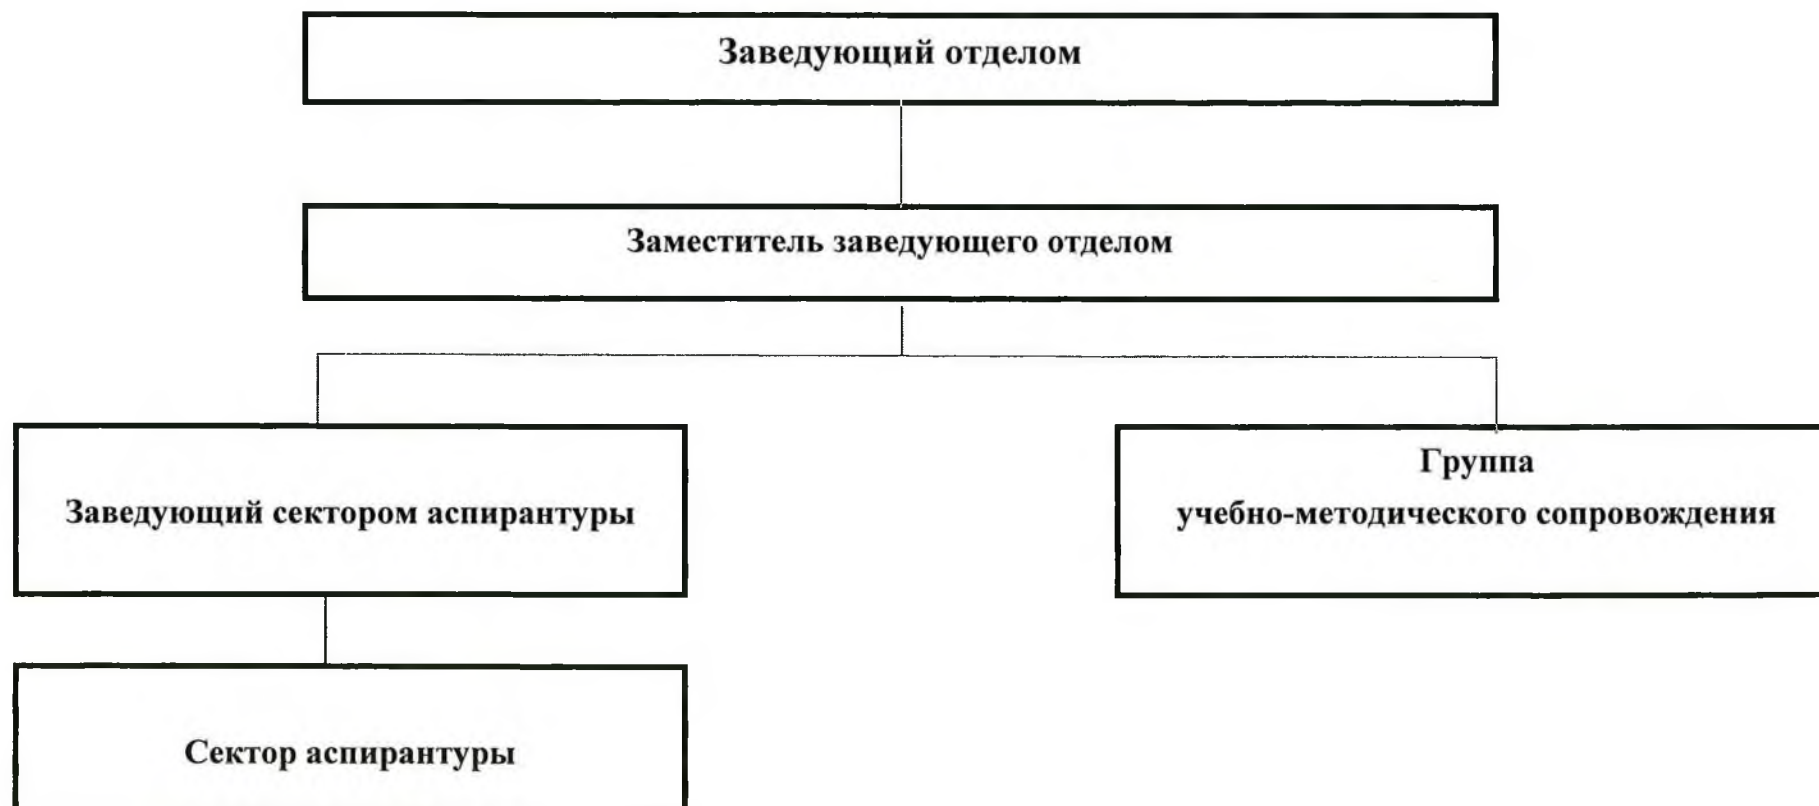 Заведующий отделом
Заместитель заведующего отделом
Заведующий сектором аспирантуры
Группа
учебно-методического сопровождения
Сектор аспирантуры